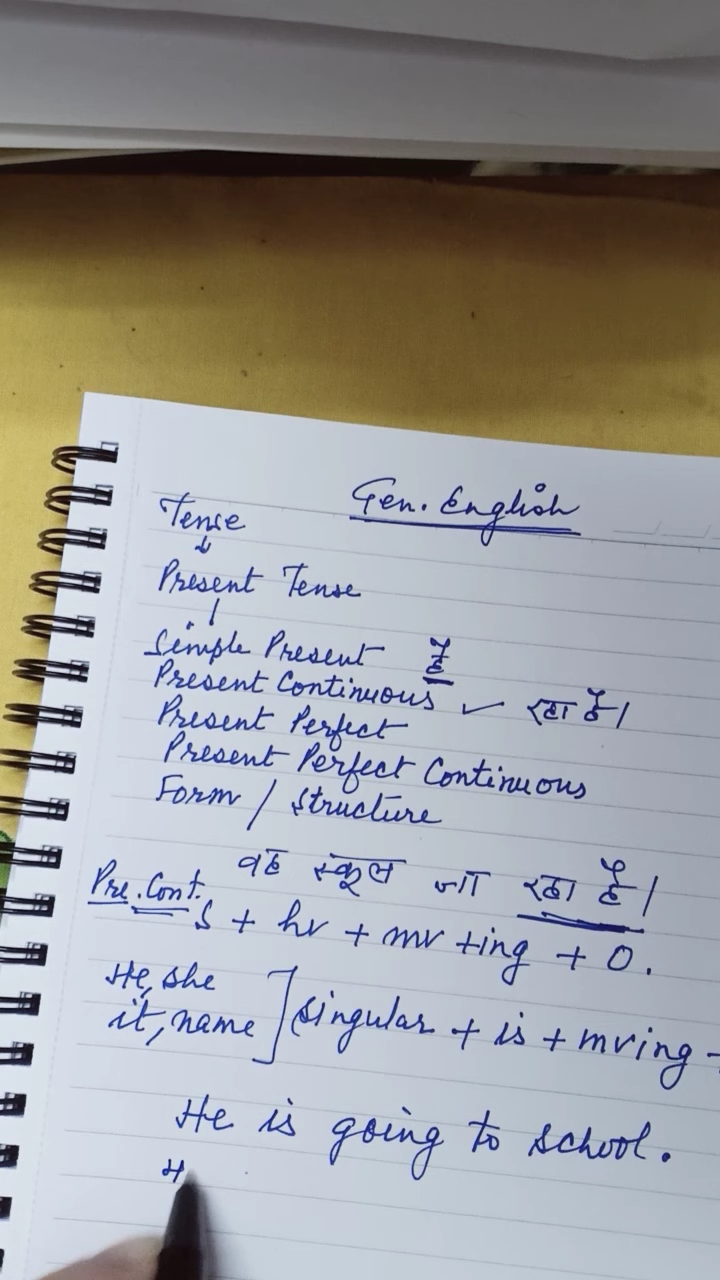 Gen. English
Tense
Present Tense
Simple Present है
Present Continuous ✓ रहा है।
Present Perfect
Present Perfect Continuous
Form / Structure
वह स्कूल जा रहा है।
Pre. Cont. S + hv + mv +ing + O.
He, she
it, name ] singular + is + mving +
He is going to school.